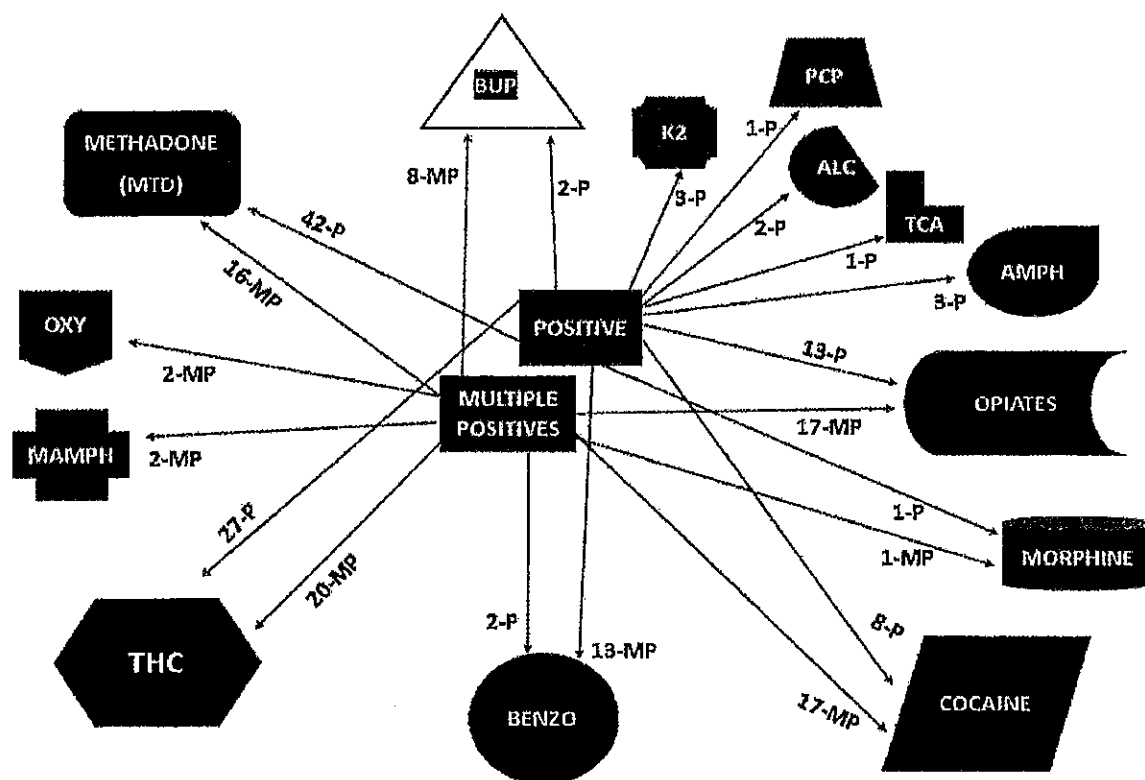 BUP
PCP
K2
METHADONE
(MTD)
1-P
8-MP
2-P
3-P
ALC
42-P
2-P
TCA
16-MP
1-P
AMPH
3-P
OXY
POSITIVE
13-P
2-MP
MULTIPLE
POSITIVES
OPIATES
17-MP
MAMPH
2-MP
27-P
1-P
20-MP
1-MP
MORPHINE
2-P
8-P
13-MP
THC
17-MP
COCAINE
BENZO